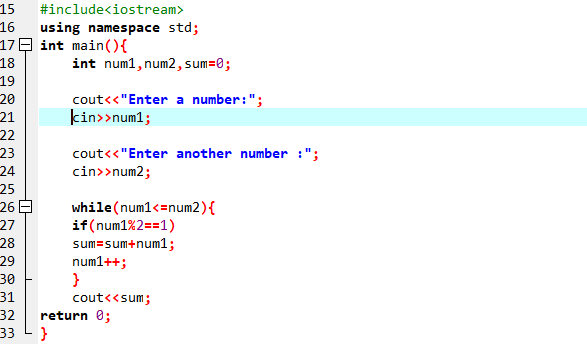 15 #include<iostream>
16 using namespace std;
17 int main(){
18 int num1,num2,sum=0;
19
20 cout<<"Enter a number:";
21 cin>>num1;
22
23 cout<<"Enter another number :";
24 cin>>num2;
25
26 while(num1<=num2){
27 if(num1%2==1)
28 sum=sum+num1;
29 num1++;
30 }
31 cout<<sum;
32 return 0;
33 }